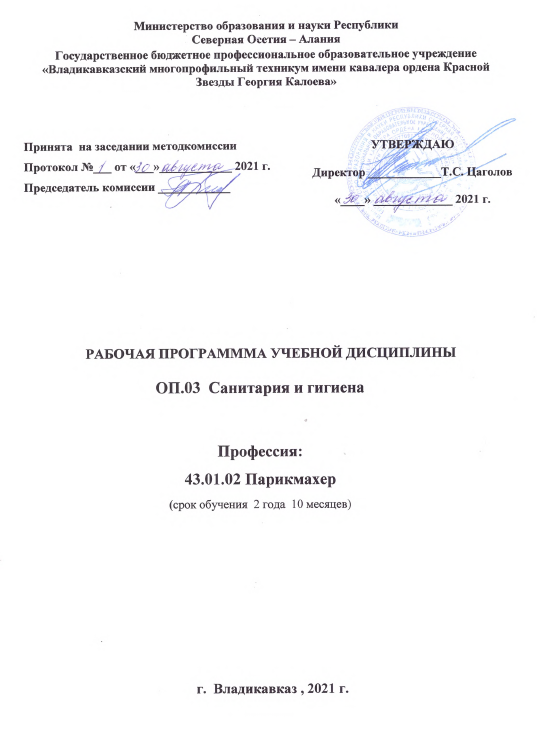 Министерство образования и науки Республики
Северная Осетия – Алания
Государственное бюджетное профессиональное образовательное учреждение
«Владикавказский многопрофильный техникум имени кавалера ордена Красной
Звезды Георгия Калоева»
Принята на заседании методкомиссии
Протокол № 1 от «30» августа 2021 г.
Председатель комиссии
УТВЕРЖДАЮ
Директор Т.С. Цаголов
«30» августа 2021 г.
РАБОЧАЯ ПРОГРАМММА УЧЕБНОЙ ДИСЦИПЛИНЫ
ОП.03 Санитария и гигиена
Профессия:
43.01.02 Парикмахер
(срок обучения 2 года 10 месяцев)
г. Владикавказ , 2021 г.